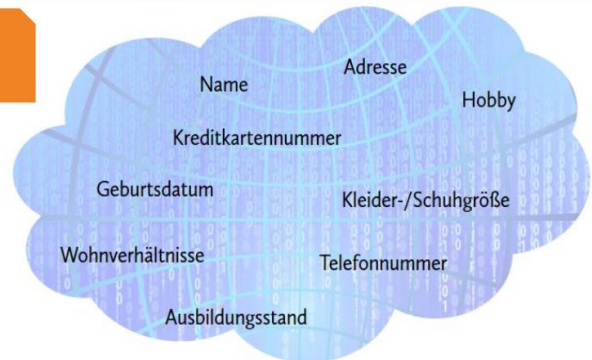 Name
Adresse
Hobby
Kreditkartennummer
Geburtsdatum
Kleider-/Schuhgröße
Wohnverhältnisse
Telefonnummer
Ausbildungsstand